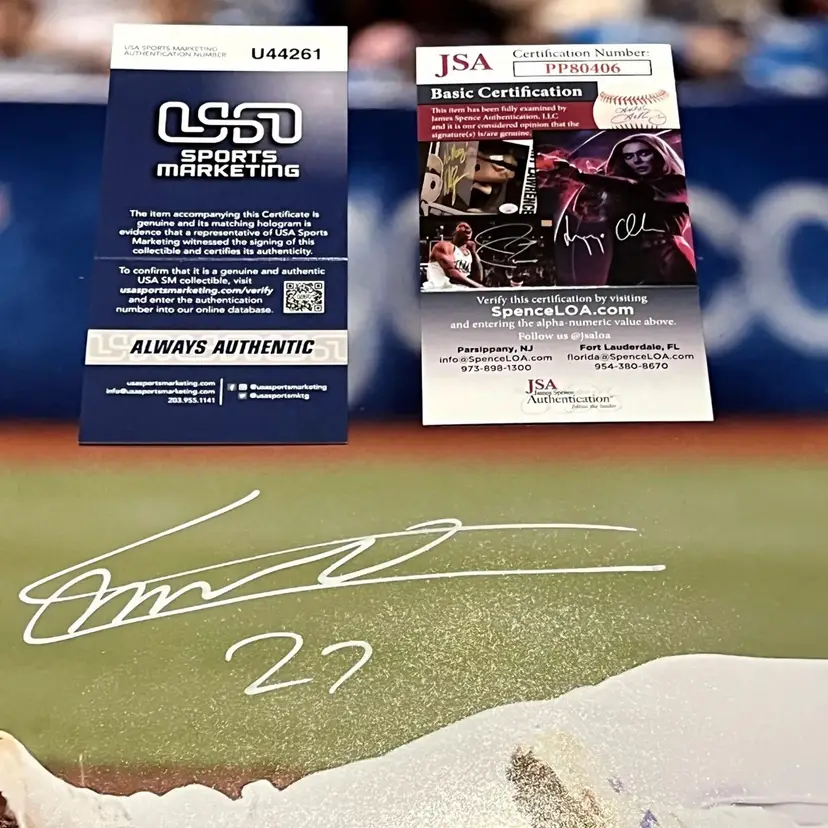 USA SPORTS MARKETING
AUTHENTICATION NUMBER
U44261
USA
SPORTS
MARKETING
The item accompanying this Certificate is
genuine and its matching hologram is
evidence that a representative of USA Sports
Marketing witnessed the signing of this
collectible and certifies its authenticity.
To confirm that it is a genuine and authentic
USA SM collectible, visit
usasportsmarketing.com/verify
and enter the authentication
number into our online database.
ALWAYS AUTHENTIC
usasportsmarketing.com
info@usasportsmarketing.com
203.955.1141
@usasportsmarketing
@usasportsmktg
JSA Certification Number:
PP80406
Basic Certification
This item has been fully examined by
James Spence Authentication, LLC
and it is our considered opinion that the
signature(s) is/are genuine.
Verify this certification by visiting
SpenceLOA.com
and entering the alpha-numeric value above.
Follow us @jsaloa
Parsippany, NJ
info@SpenceLOA.com
973-898-1300
Fort Lauderdale, FL
florida@SpenceLOA.com
954-380-8670
JSA
James Spence
Authentication
27